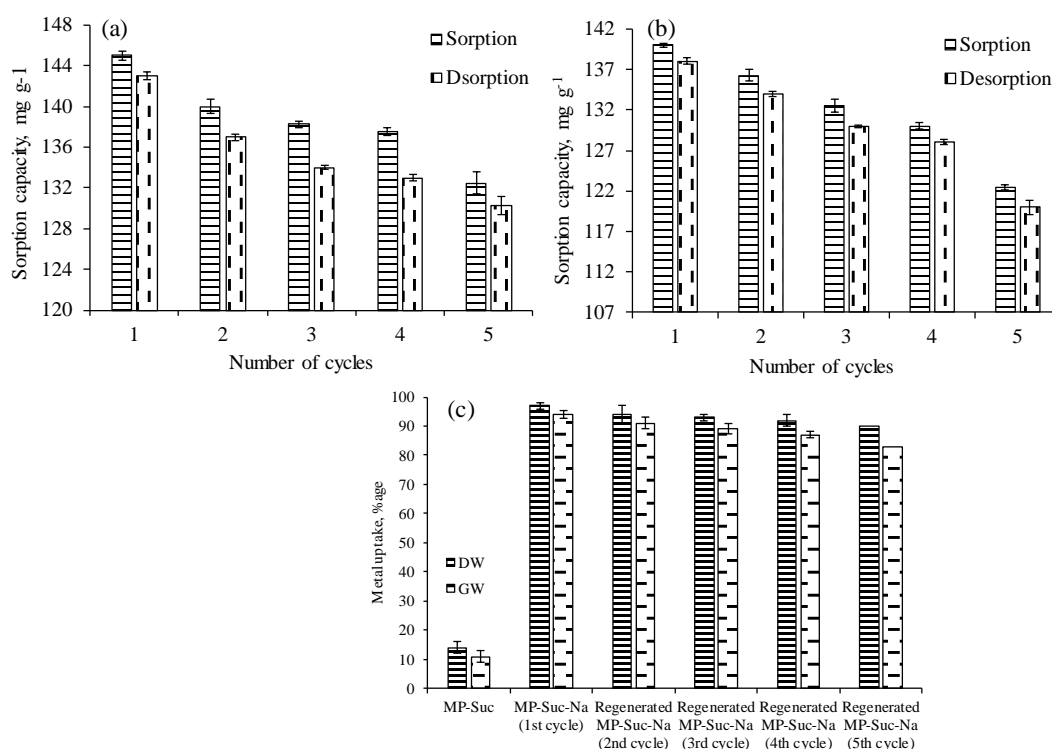 (a)
Sorption
Dsorption
148
144
140
136
132
128
124
120
Sorption capacity, mg g-1
1 2 3 4 5
Number of cycles
(b)
Sorption
Desorption
142
137
132
127
122
117
112
107
Sorption capacity, mg g-1
1 2 3 4 5
Number of cycles
(c)
100
90
80
70
60
50
40
30
20
10
0
Metal uptake, %age
DW
GW
MP-Suc MP-Suc-Na Regenerated Regenerated Regenerated Regenerated
(1st cycle) MP-Suc-Na MP-Suc-Na MP-Suc-Na MP-Suc-Na
(2nd cycle) (3rd cycle) (4th cycle) (5th cycle)